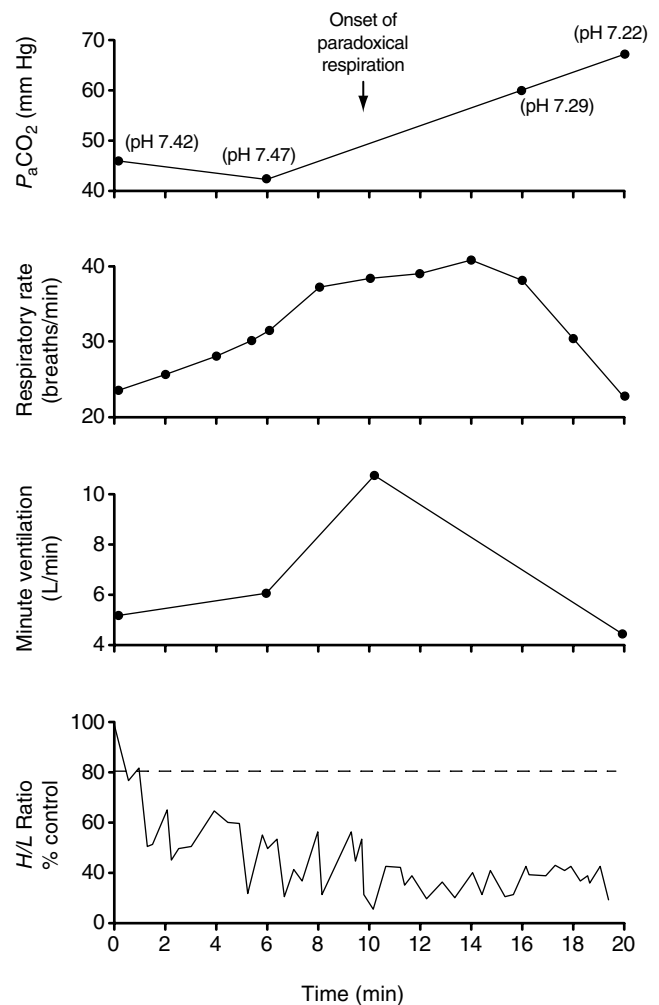 Onset of
paradoxical
respiration
(pH 7.22)
70
60
50
40
PaCO2 (mm Hg)
(pH 7.42)
(pH 7.47)
(pH 7.29)
40
30
20
Respiratory rate
(breaths/min)
10
8
6
4
Minute ventilation
(L/min)
100
80
60
40
0
H/L Ratio
% control
0 2 4 6 8 10 12 14 16 18 20
Time (min)